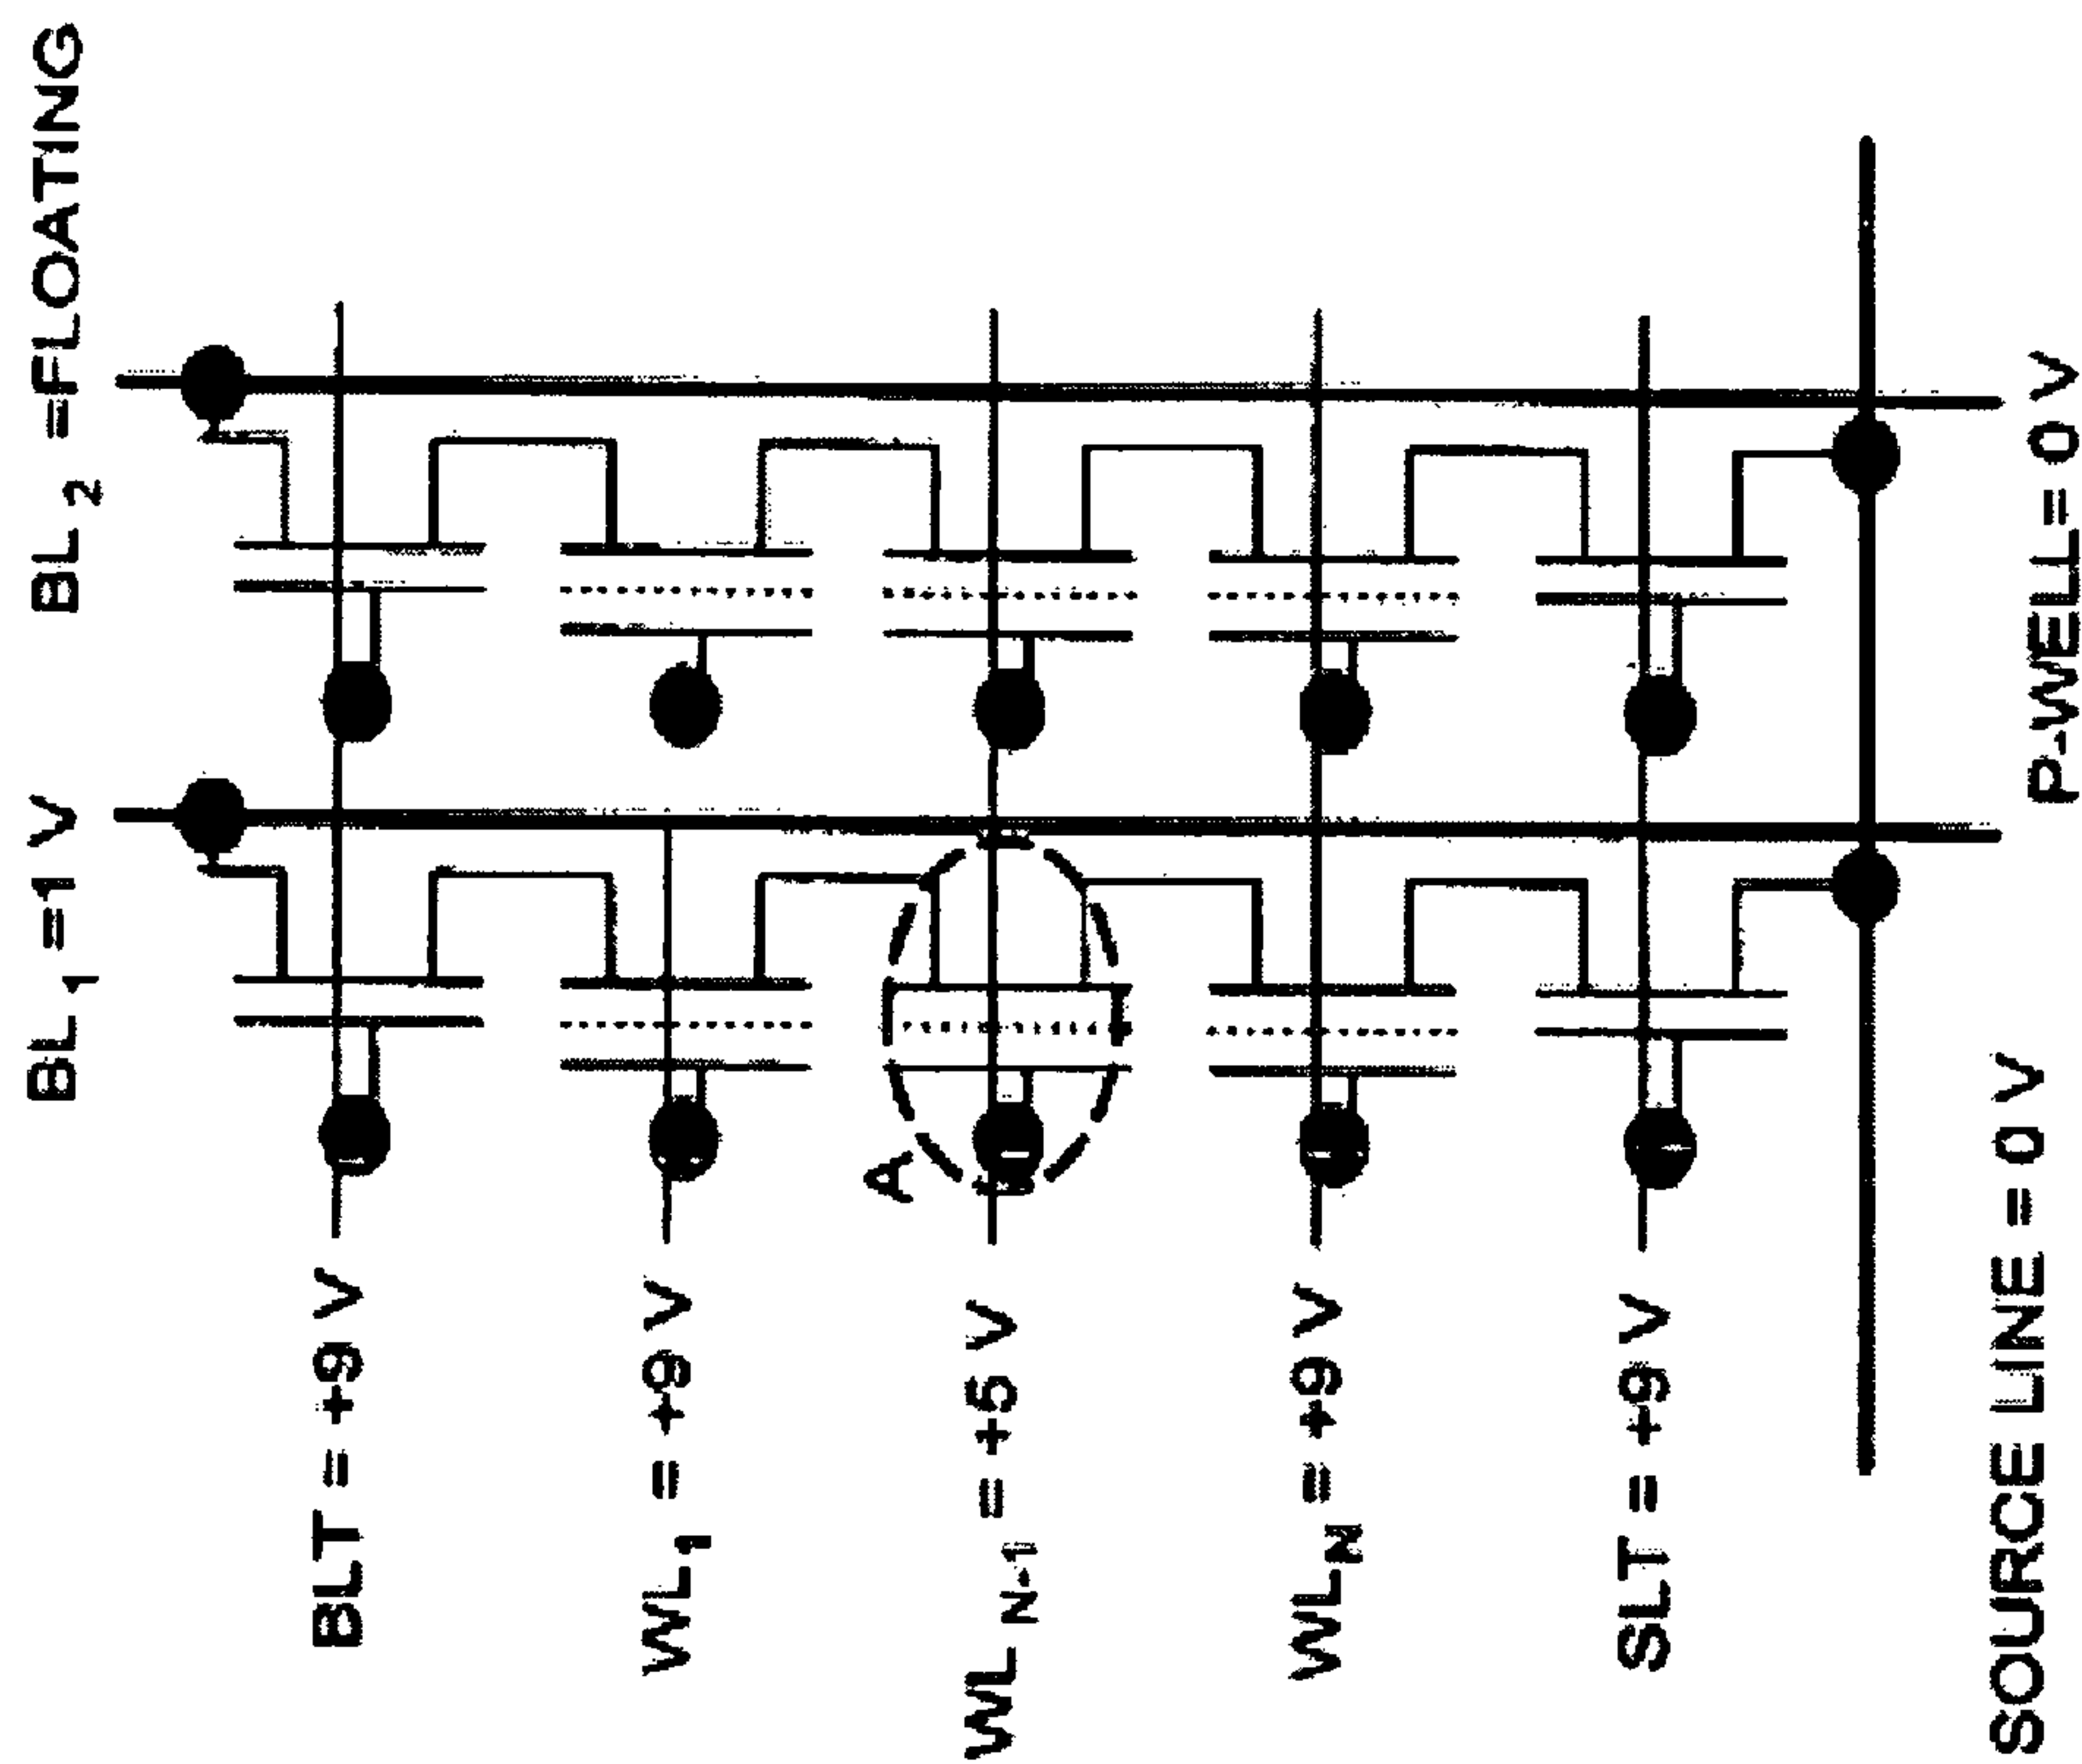 BL1 =1 V
BL2 =FLOATING
BLT = +9 V
WL1 = +9 V
A
WL N-1 = +5 V
WLN = +9 V
SLT = +9 V
SOURCE LINE = 0 V
P-WELL= 0 V